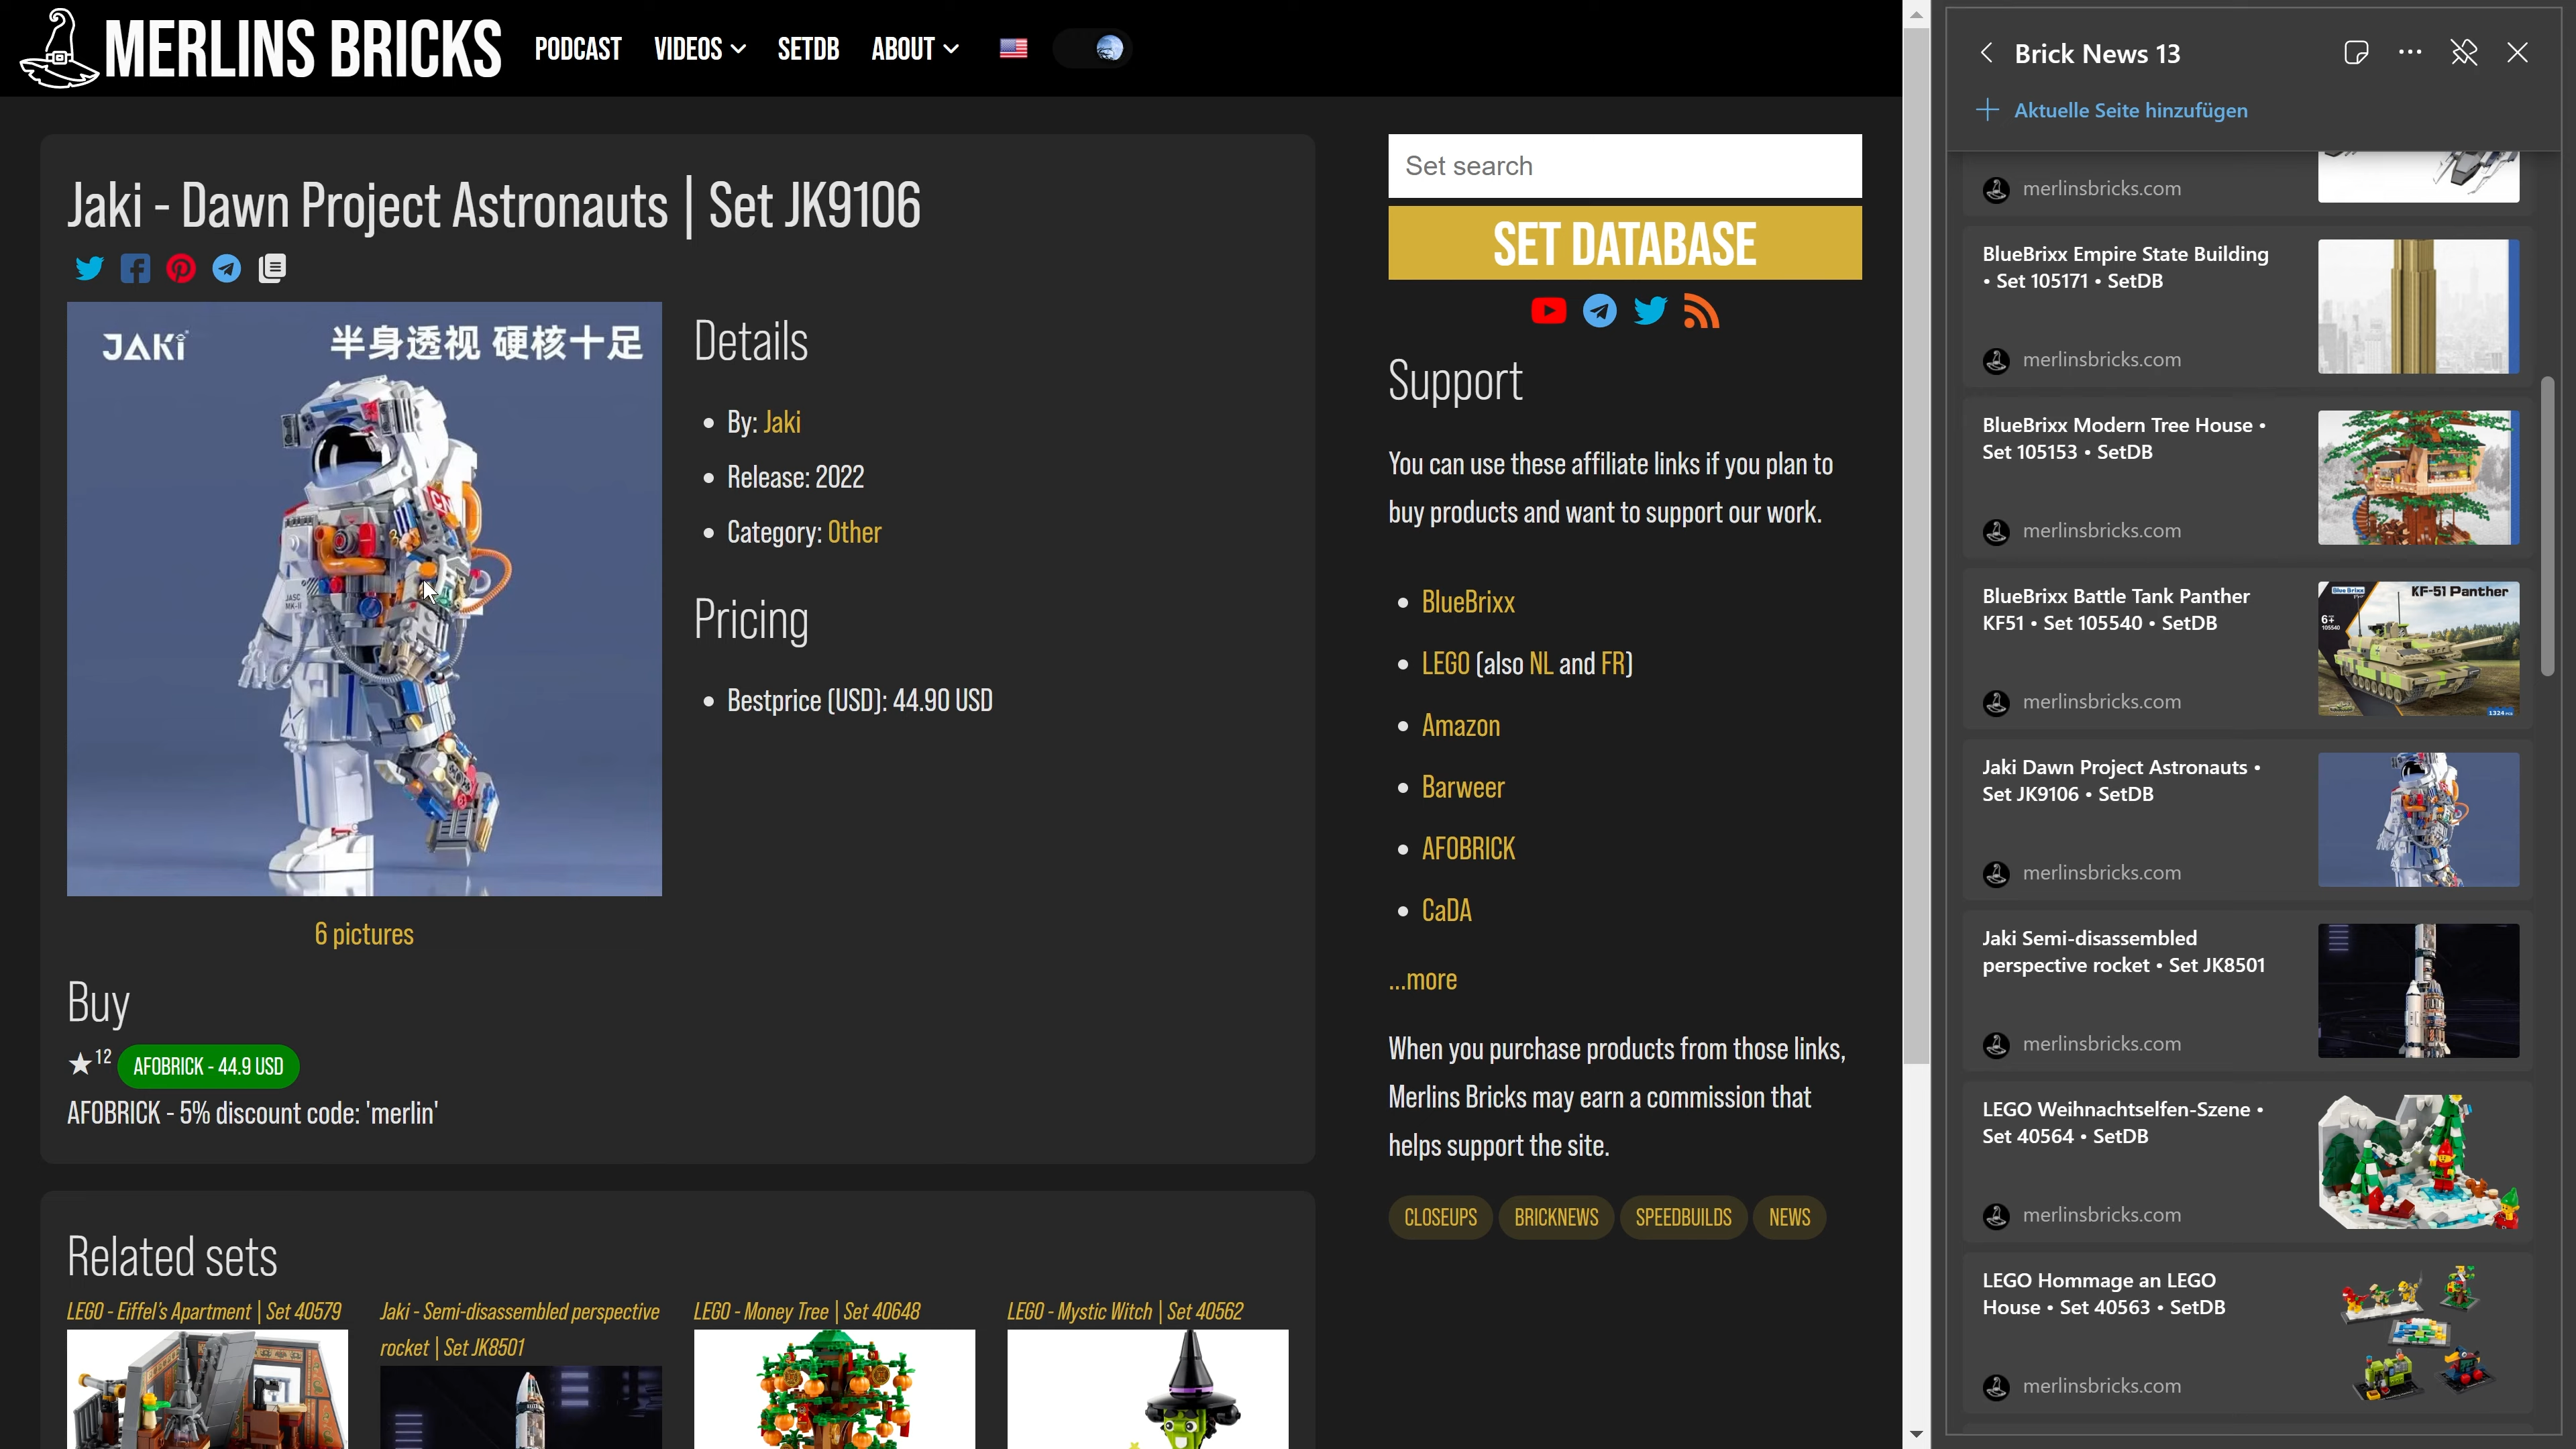 MERLINS BRICKS
PODCAST
VIDEOS
SETDB
ABOUT
Jaki - Dawn Project Astronauts | Set JK9106
JAKi
半身透视 硬核十足
JASC
MK-II
6 pictures
Details
By: Jaki
Release: 2022
Category: Other
Pricing
Bestprice (USD): 44.90 USD
Buy
★12
AFOBRICK - 44.9 USD
AFOBRICK - 5% discount code: 'merlin'
Related sets
LEGO - Eiffel's Apartment | Set 40579
Jaki - Semi-disassembled perspective
rocket | Set JK8501
LEGO - Money Tree | Set 40648
LEGO - Mystic Witch | Set 40562
Set search
SET DATABASE
Support
You can use these affiliate links if you plan to
buy products and want to support our work.
BlueBrixx
LEGO (also NL and FR)
Amazon
Barweer
AFOBRICK
CaDA
...more
When you purchase products from those links,
Merlins Bricks may earn a commission that
helps support the site.
CLOSEUPS
BRICKNEWS
SPEEDBUILDS
NEWS
Brick News 13
Aktuelle Seite hinzufügen
merlinsbricks.com
BlueBrixx Empire State Building
• Set 105171 • SetDB
merlinsbricks.com
BlueBrixx Modern Tree House •
Set 105153 • SetDB
merlinsbricks.com
BlueBrixx Battle Tank Panther
KF51 • Set 105540 • SetDB
merlinsbricks.com
Blue Brixx
KF-51 Panther
6+
105540
1324
Jaki Dawn Project Astronauts •
Set JK9106 • SetDB
merlinsbricks.com
Jaki Semi-disassembled
perspective rocket • Set JK8501
merlinsbricks.com
LEGO Weihnachtselfen-Szene •
Set 40564 • SetDB
merlinsbricks.com
LEGO Hommage an LEGO
House • Set 40563 • SetDB
merlinsbricks.com